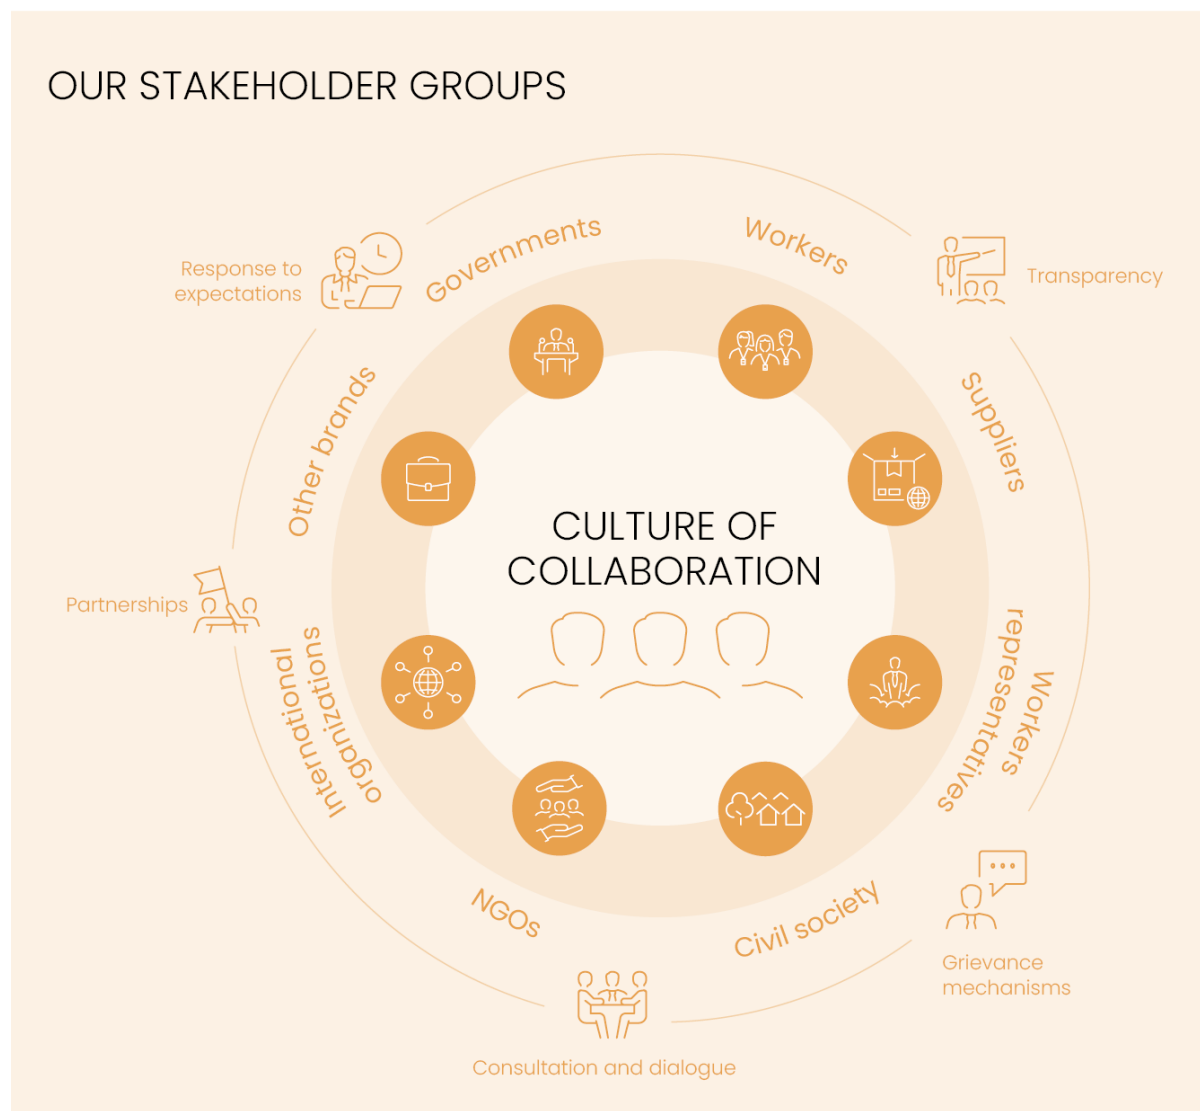 OUR STAKEHOLDER GROUPS
Governments
Workers
Response to
expectations
Transparency
Other brands
Suppliers
CULTURE OF
COLLABORATION
Partnerships
International
organizations
Workers
representatives
NGOs
Civil society
Grievance
mechanisms
Consultation and dialogue